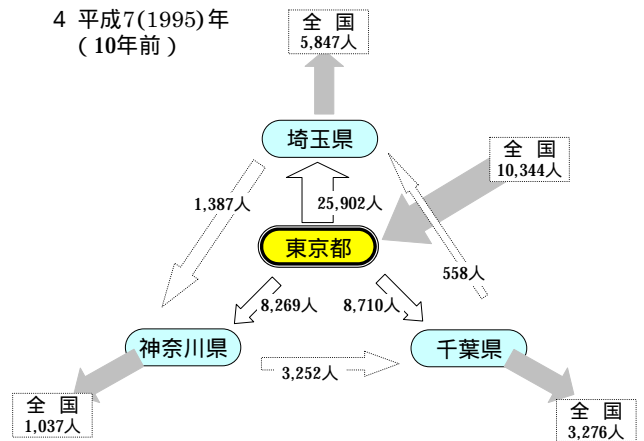 4 平成7(1995)年
(10年前)
全 国
5,847人
埼玉県
全 国
10,344人
1,387人
25,902人
東京都
558人
8,269人
8,710人
神奈川県
千葉県
3,252人
全 国
1,037人
全 国
3,276人